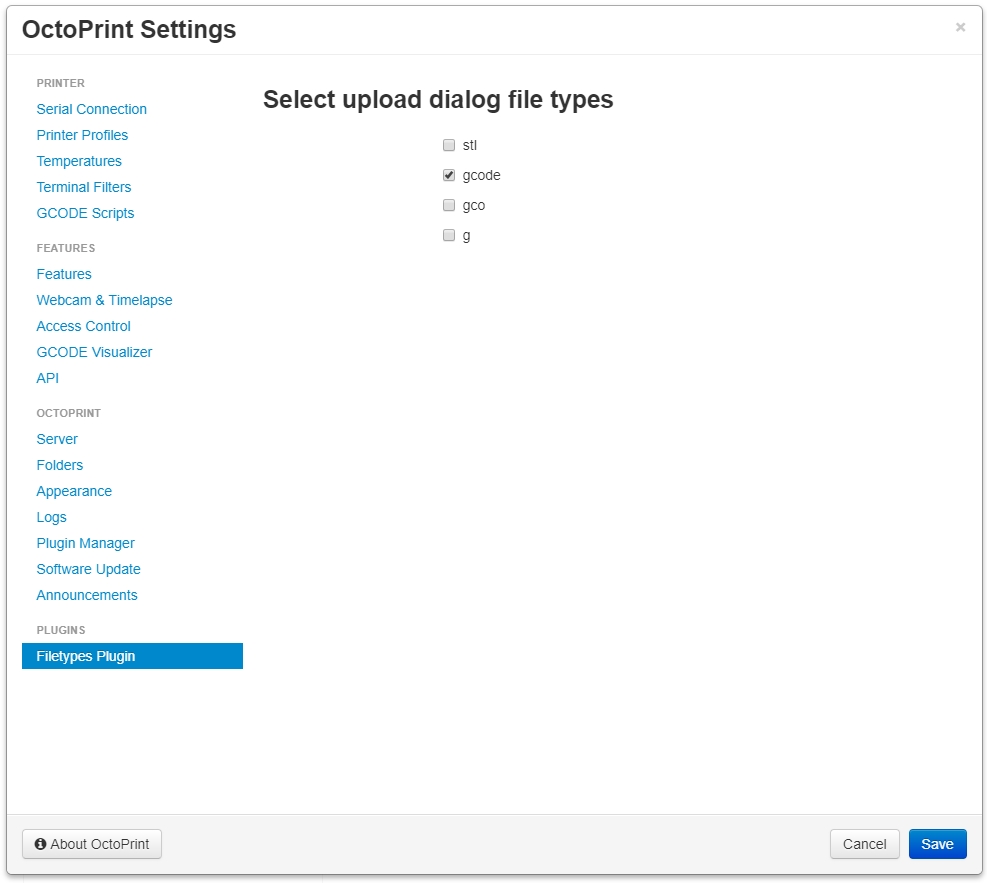 OctoPrint Settings
×
PRINTER
Serial Connection
Printer Profiles
Temperatures
Terminal Filters
GCODE Scripts
FEATURES
Features
Webcam & Timelapse
Access Control
GCODE Visualizer
API
OCTOPRINT
Server
Folders
Appearance
Logs
Plugin Manager
Software Update
Announcements
PLUGINS
Filetypes Plugin
Select upload dialog file types
stl
gcode
gco
g
About OctoPrint
Cancel
Save